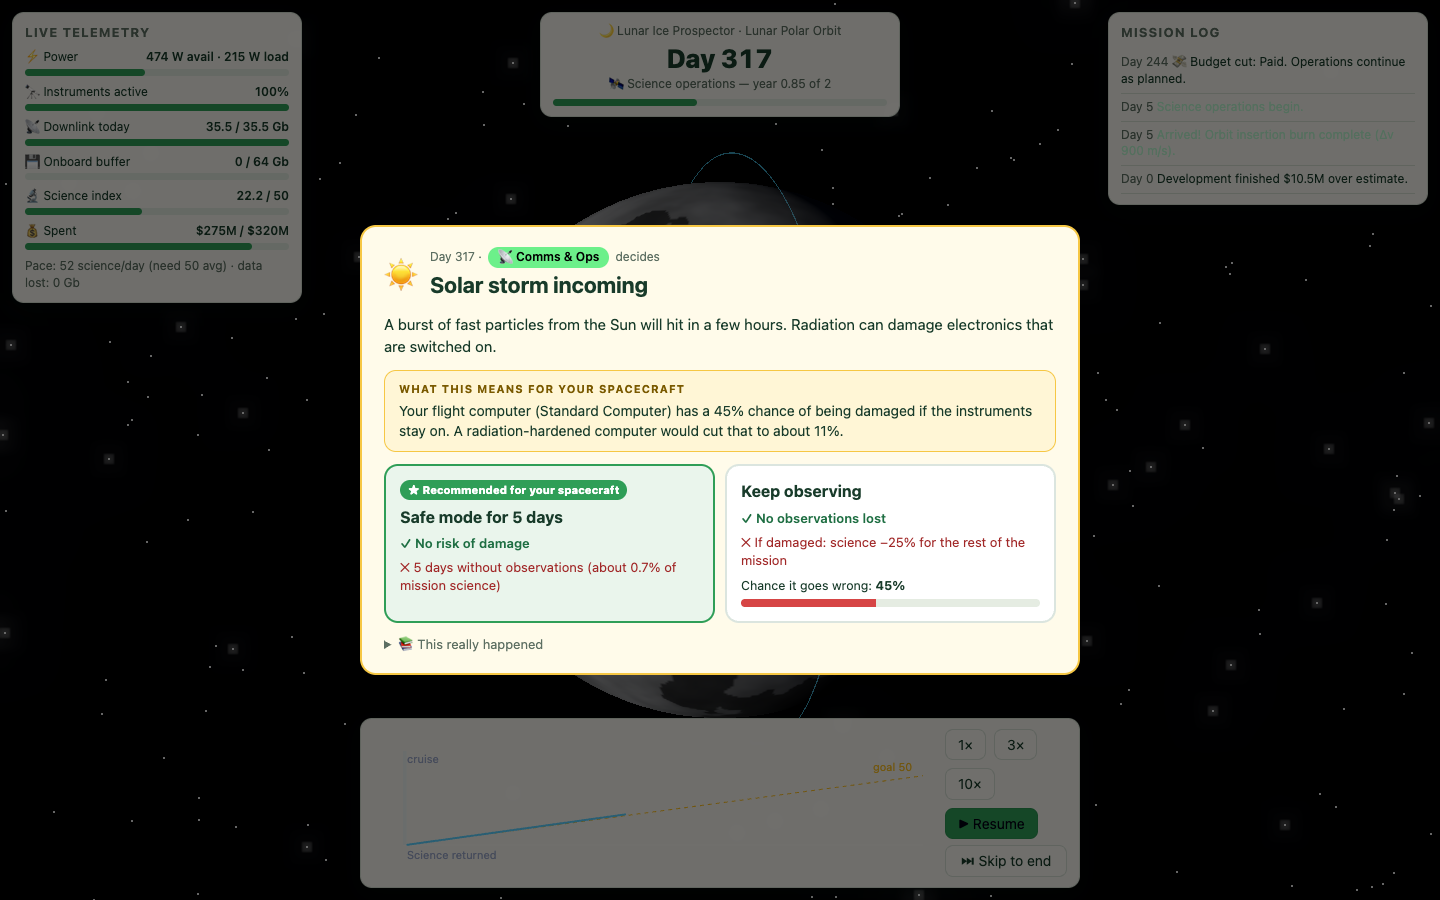 LIVE TELEMETRY
⚡ Power 474 W avail · 215 W load
🔭 Instruments active 100%
📡 Downlink today 35.5 / 35.5 Gb
💾 Onboard buffer 0 / 64 Gb
🔬 Science index 22.2 / 50
💰 Spent $275M / $320M
Pace: 52 science/day (need 50 avg) · data
lost: 0 Gb
🌙 Lunar Ice Prospector · Lunar Polar Orbit
Day 317
🛰️ Science operations — year 0.85 of 2
MISSION LOG
Day 244 💸 Budget cut: Paid. Operations continue
as planned.
Day 5 Science operations begin.
Day 5 Arrived! Orbit insertion burn complete (Δv
900 m/s).
Day 0 Development finished $10.5M over estimate.
Day 317 · 📡 Comms & Ops decides
Solar storm incoming
A burst of fast particles from the Sun will hit in a few hours. Radiation can damage electronics that
are switched on.
WHAT THIS MEANS FOR YOUR SPACECRAFT
Your flight computer (Standard Computer) has a 45% chance of being damaged if the instruments
stay on. A radiation-hardened computer would cut that to about 11%.
★ Recommended for your spacecraft
Safe mode for 5 days
✓ No risk of damage
✕ 5 days without observations (about 0.7% of
mission science)
Keep observing
✓ No observations lost
✕ If damaged: science −25% for the rest of the
mission
Chance it goes wrong: 45%
▶ 📚 This really happened
cruise
goal 50
Science returned
1×
3×
10×
▶ Resume
⏭ Skip to end